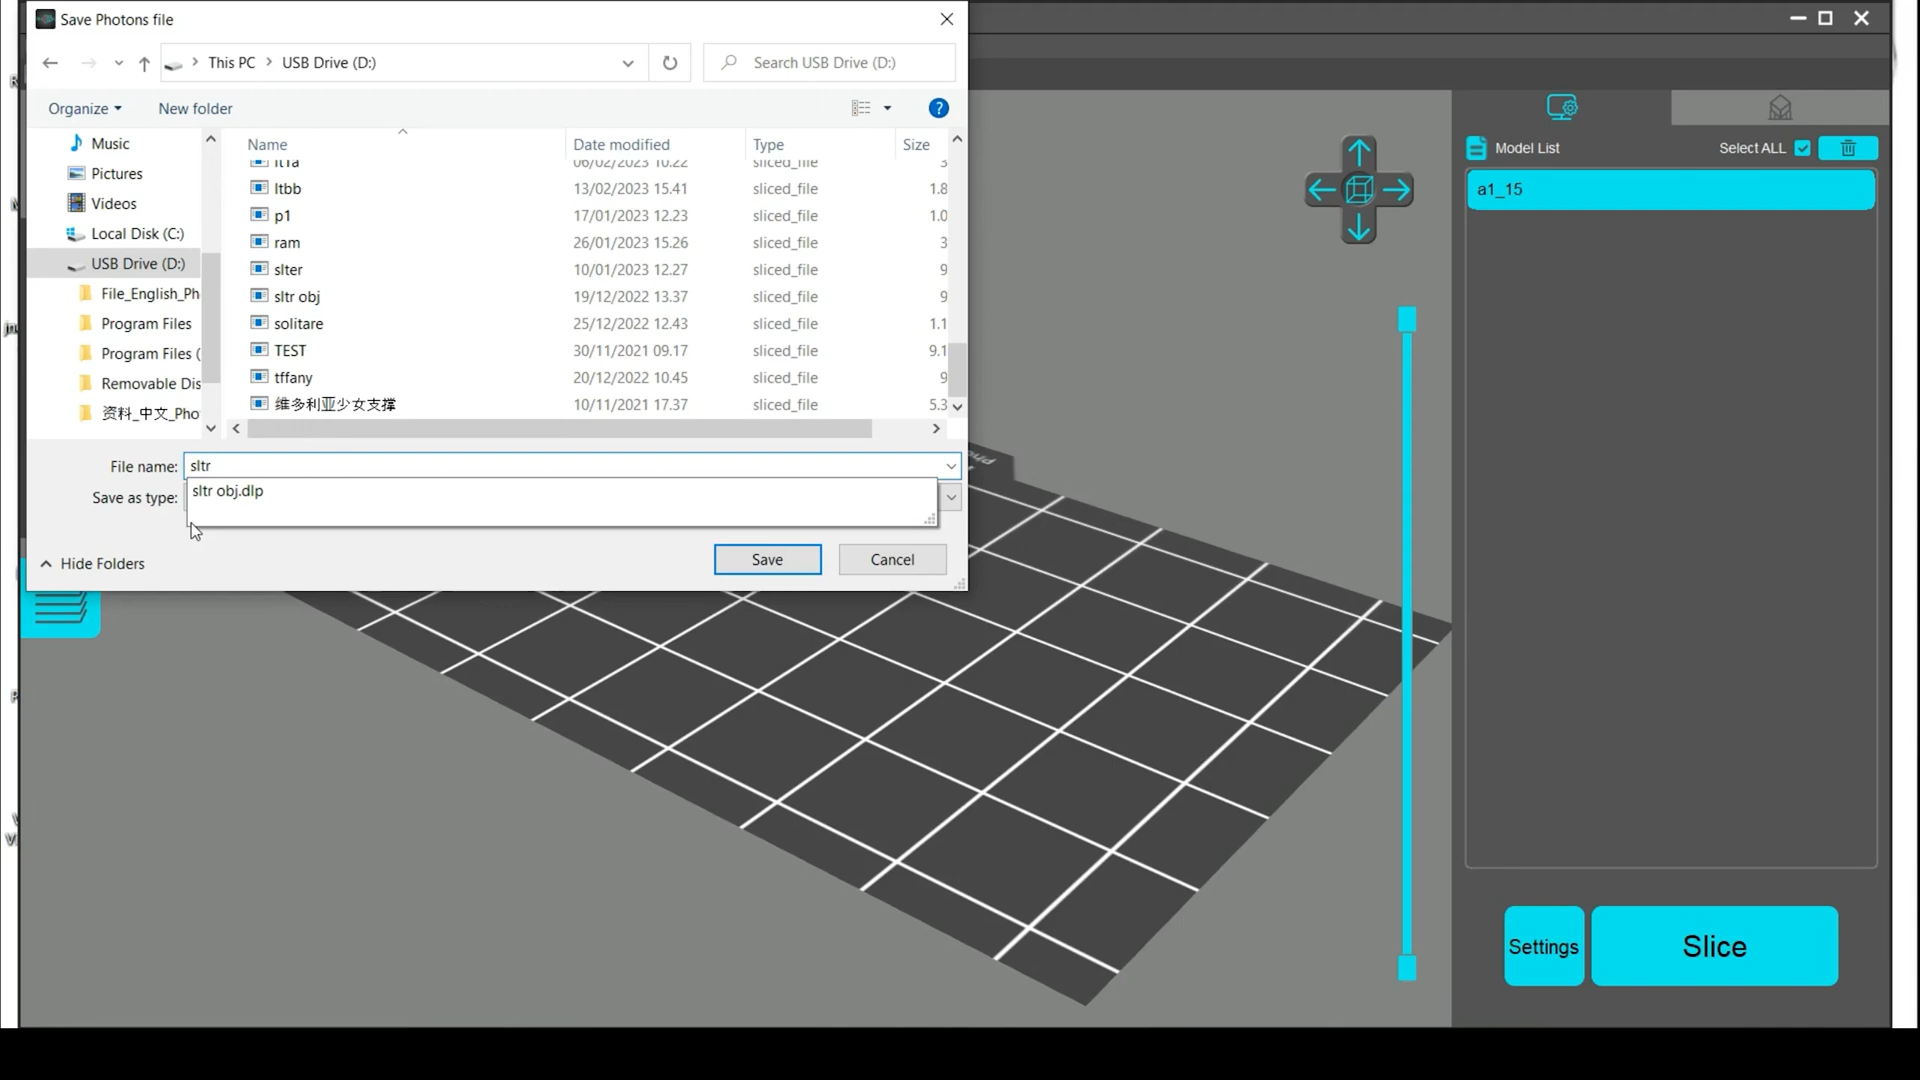 Save Photons file
This PC > USB Drive (D:)
Search USB Drive (D:)
Organize
New folder
Name Date modified Type Size
Music
Pictures
Videos
Local Disk (C:)
USB Drive (D:)
File_English_Ph
Program Files
Program Files (
Removable Dis
资料_中文_Pho
06/02/2023 10.22 sliced_file 3
ltbb 13/02/2023 15.41 sliced_file 1.8
p1 17/01/2023 12.23 sliced_file 1.0
ram 26/01/2023 15.26 sliced_file 3
slter 10/01/2023 12.27 sliced_file 9
sltr obj 19/12/2022 13.37 sliced_file 9
solitare 25/12/2022 12.43 sliced_file 1.1
TEST 30/11/2021 09.17 sliced_file 9.1
tffany 20/12/2022 10.45 sliced_file 9
维多利亚少女支撑 10/11/2021 17.37 sliced_file 5.3
File name: sltr
sltr obj.dlp
Save as type:
Hide Folders
Save
Cancel
Model List
Select ALL
a1_15
Settings
Slice